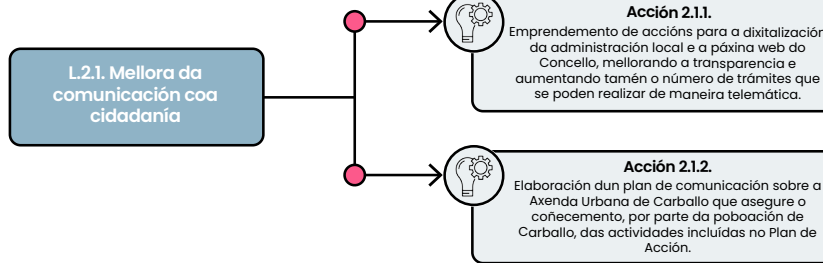 L.2.1. Mellora da
comunicación coa
cidadanía
Acción 2.1.1.
Emprendemento de accións para a dixitalización
da administración local e a páxina web do
Concello, mellorando a transparencia e
aumentando tamén o número de trámites que
se poden realizar de maneira telemática.
Acción 2.1.2.
Elaboración dun plan de comunicación sobre a
Axenda Urbana de Carballo que asegure o
coñecemento, por parte da poboación de
Carballo, das actividades incluídas no Plan de
Acción.